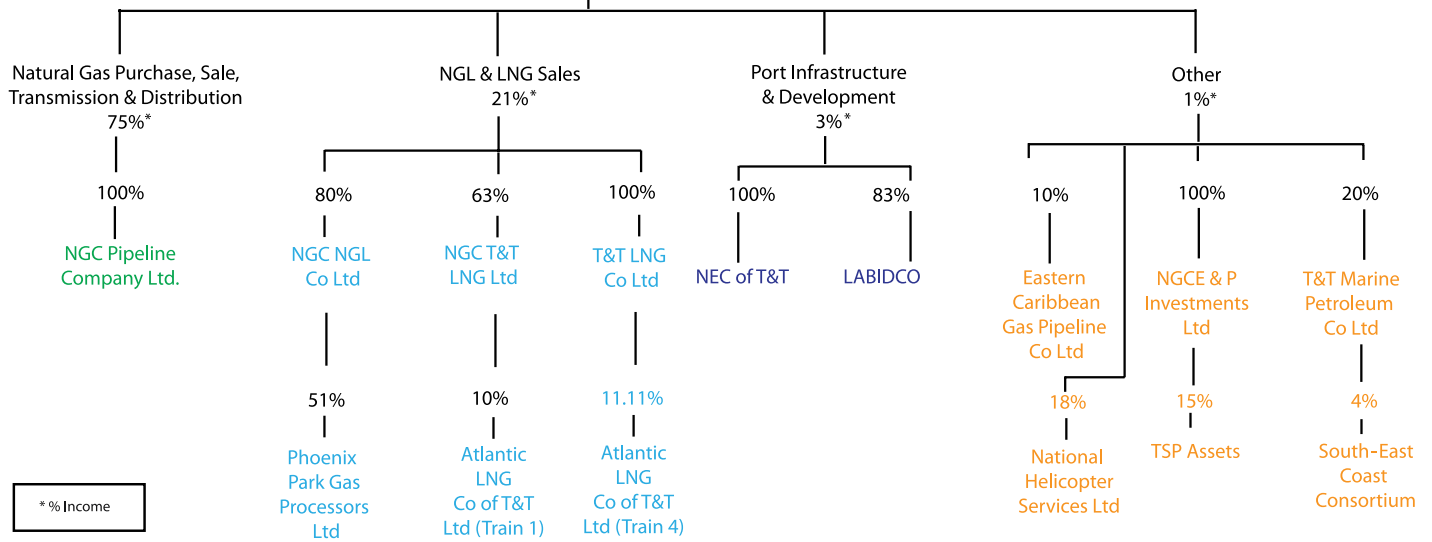 Natural Gas Purchase, Sale,
Transmission & Distribution
75%*
100%
NGC Pipeline
Company Ltd.
NGL & LNG Sales
21%*
80%
NGC NGL
Co Ltd
51%
Phoenix
Park Gas
Processors
Ltd
63%
NGC T&T
LNG Ltd
10%
Atlantic
LNG
Co of T&T
Ltd (Train 1)
100%
T&T LNG
Co Ltd
11.11%
Atlantic
LNG
Co of T&T
Ltd (Train 4)
Port Infrastructure
& Development
3%*
100%
NEC of T&T
83%
LABIDCO
Other
1%*
10%
Eastern
Caribbean
Gas Pipeline
Co Ltd
18%
National
Helicopter
Services Ltd
100%
NGCE & P
Investments
Ltd
15%
TSP Assets
20%
T&T Marine
Petroleum
Co Ltd
4%
South-East
Coast
Consortium
* % Income